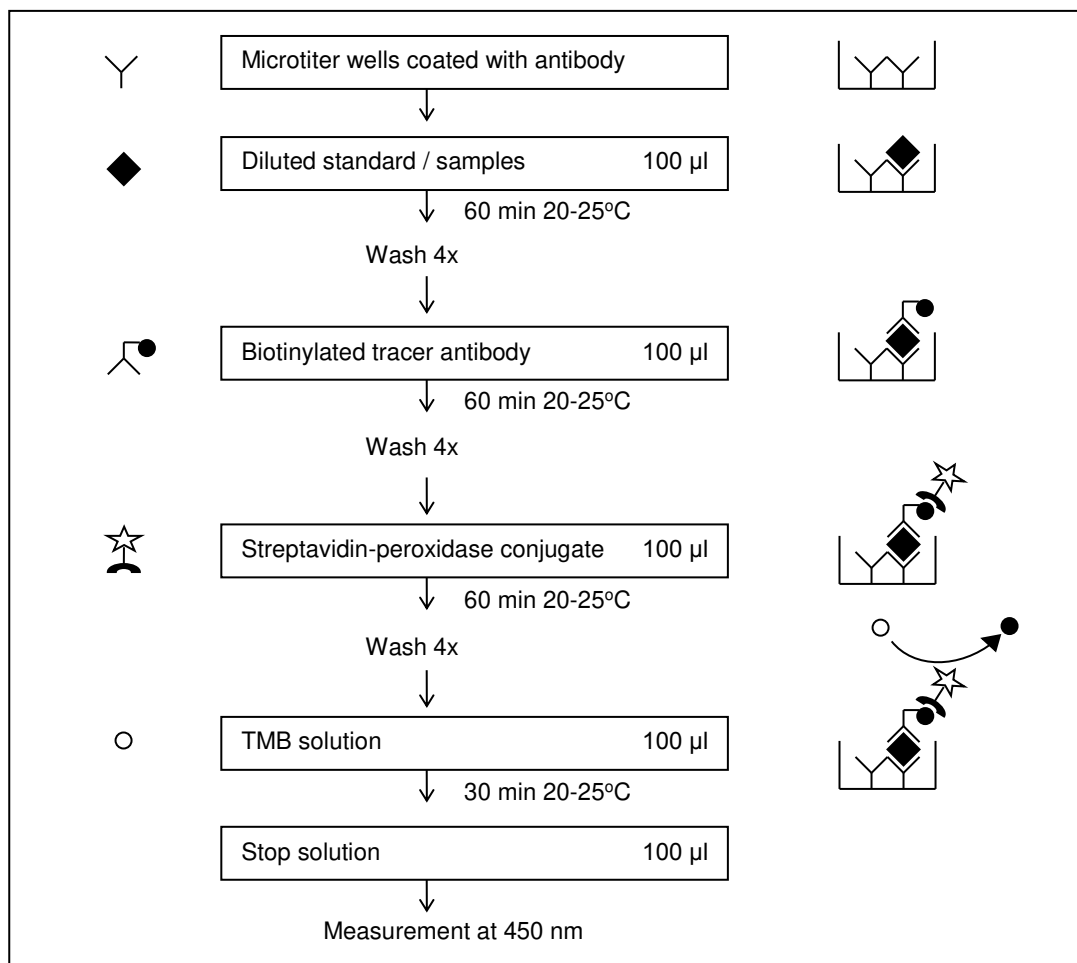 Microtiter wells coated with antibody
Diluted standard / samples 100 µl
60 min 20-25ºC
Wash 4x
Biotinylated tracer antibody 100 µl
60 min 20-25ºC
Wash 4x
Streptavidin-peroxidase conjugate 100 µl
60 min 20-25ºC
Wash 4x
TMB solution 100 µl
30 min 20-25ºC
Stop solution 100 µl
Measurement at 450 nm